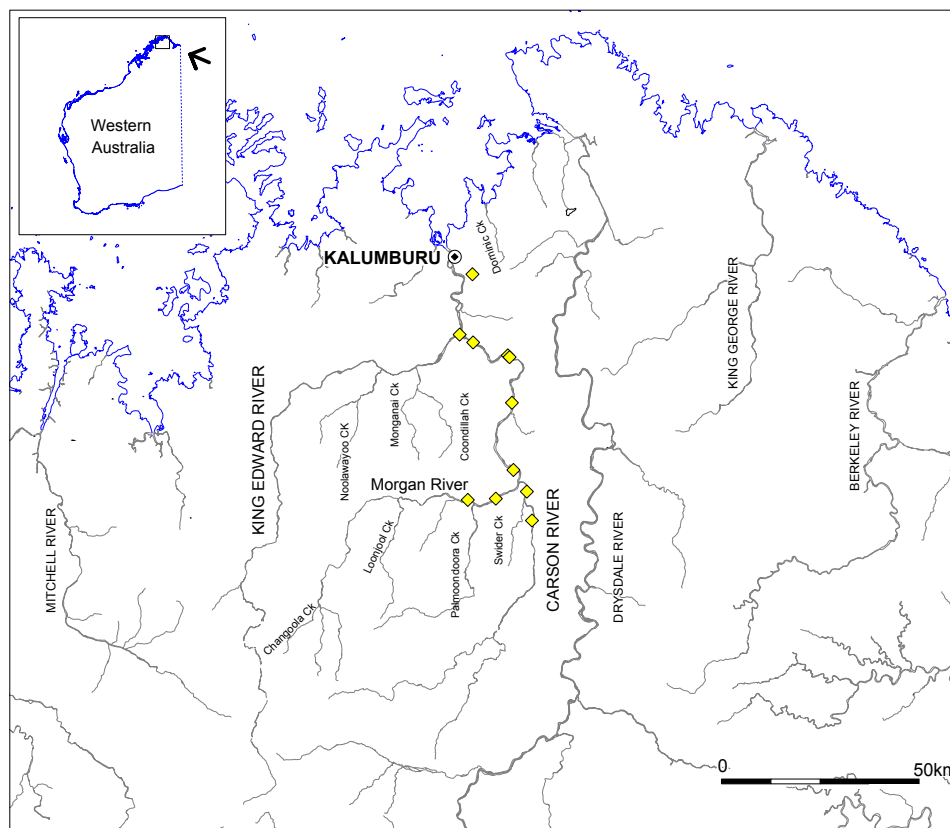 Western
Australia
KALUMBURU
Dominic Ck
KING GEORGE RIVER
KING EDWARD RIVER
Noolawayoo CK
Monganai Ck
Coondillah Ck
BERKELEY RIVER
Morgan River
MITCHELL RIVER
Loonjool Ck
Palmoondoora Ck
Swider Ck
CARSON RIVER
DRYSDALE RIVER
Changoola Ck
0
50km